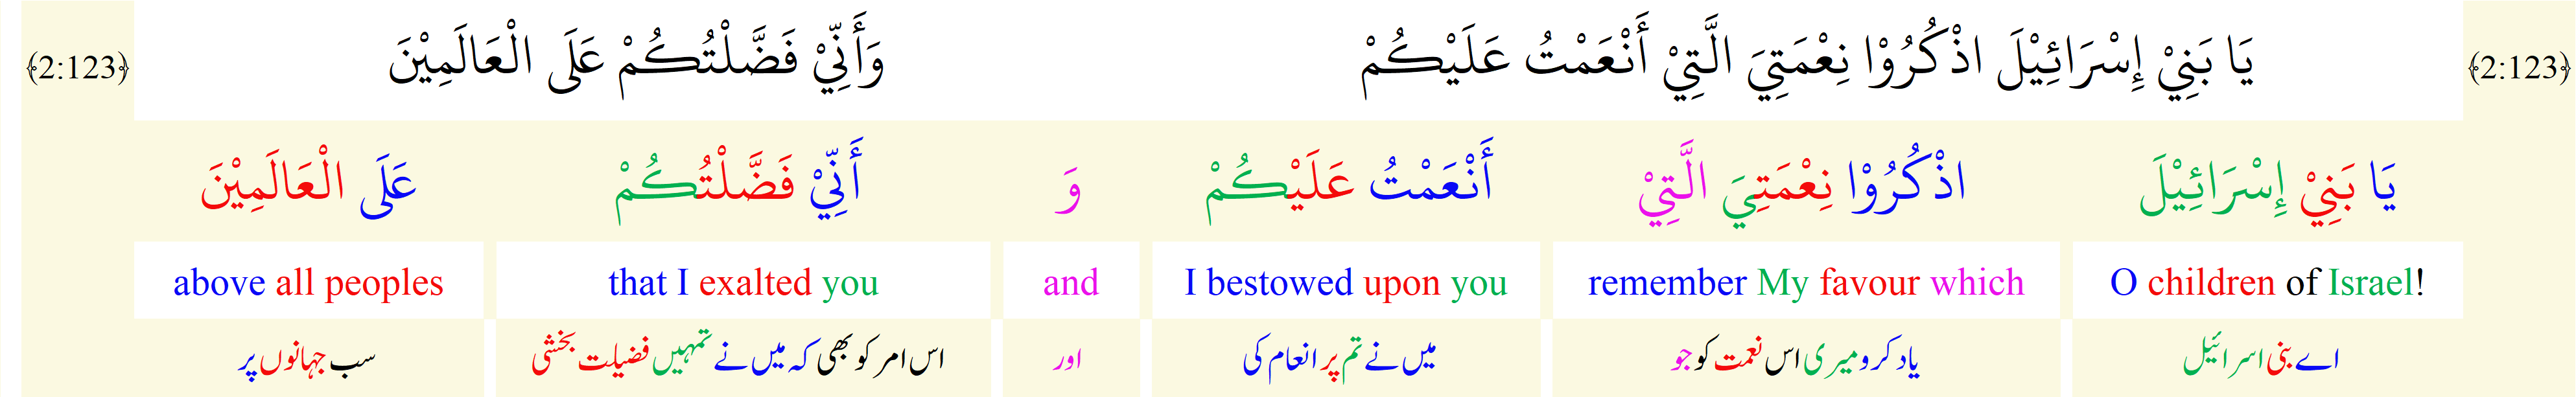 ﴿2:123﴾ يَا بَنِيْ إِسْرَائِيْلَ اذْكُرُوْا نِعْمَتِيَ الَّتِيْ أَنْعَمْتُ عَلَيْكُمْ وَأَنِّيْ فَضَّلْتُكُمْ عَلَى الْعَالَمِيْنَ ﴿2:123﴾
يَا بَنِيْ إِسْرَائِيْلَ اذْكُرُوْا نِعْمَتِيَ الَّتِيْ أَنْعَمْتُ عَلَيْكُمْ وَ أَنِّيْ فَضَّلْتُكُمْ عَلَى الْعَالَمِيْنَ
O children of Israel! remember My favour which I bestowed upon you and that I exalted you above all peoples
اے بنی اسرائیل یاد کرو میری اس نعمت کو جو میں نے تم پر انعام کی اور اس امر کو بھی کہ میں نے تمہیں فضیلت بخشی سب جہانوں پر